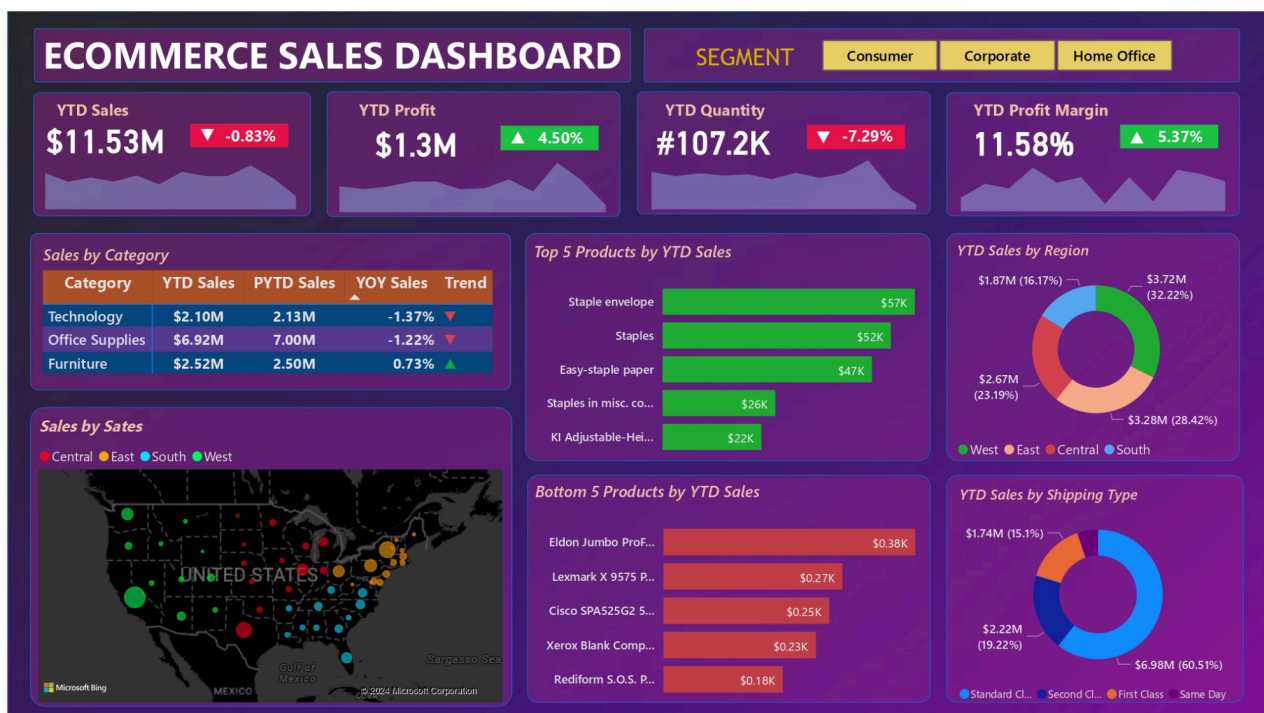 ECOMMERCE SALES DASHBOARD
SEGMENT
Consumer
Corporate
Home Office
YTD Sales
$11.53M
-0.83%
YTD Profit
$1.3M
4.50%
YTD Quantity
#107.2K
-7.29%
YTD Profit Margin
11.58%
5.37%
Sales by Category
Category YTD Sales PYTD Sales YOY Sales Trend
Technology $2.10M 2.13M -1.37%
Office Supplies $6.92M 7.00M -1.22%
Furniture $2.52M 2.50M 0.73%
Top 5 Products by YTD Sales
Staple envelope $57K
Staples $52K
Easy-staple paper $47K
Staples in misc. co... $26K
KI Adjustable-Hei... $22K
YTD Sales by Region
$1.87M (16.17%)
$3.72M
(32.22%)
$2.67M
(23.19%)
$3.28M (28.42%)
West East Central South
Sales by Sates
Central East South West
UNITED STATES
Gulf of
Mexico
Sargasso Sea
MEXICO
CUBA
Microsoft Bing
© 2024 Microsoft Corporation
Bottom 5 Products by YTD Sales
Eldon Jumbo ProF... $0.38K
Lexmark X 9575 P... $0.27K
Cisco SPA525G2 5... $0.25K
Xerox Blank Comp... $0.23K
Rediform S.O.S. P... $0.18K
YTD Sales by Shipping Type
$1.74M (15.1%)
$2.22M
(19.22%)
$6.98M (60.51%)
Standard Cl... Second Cl... First Class Same Day